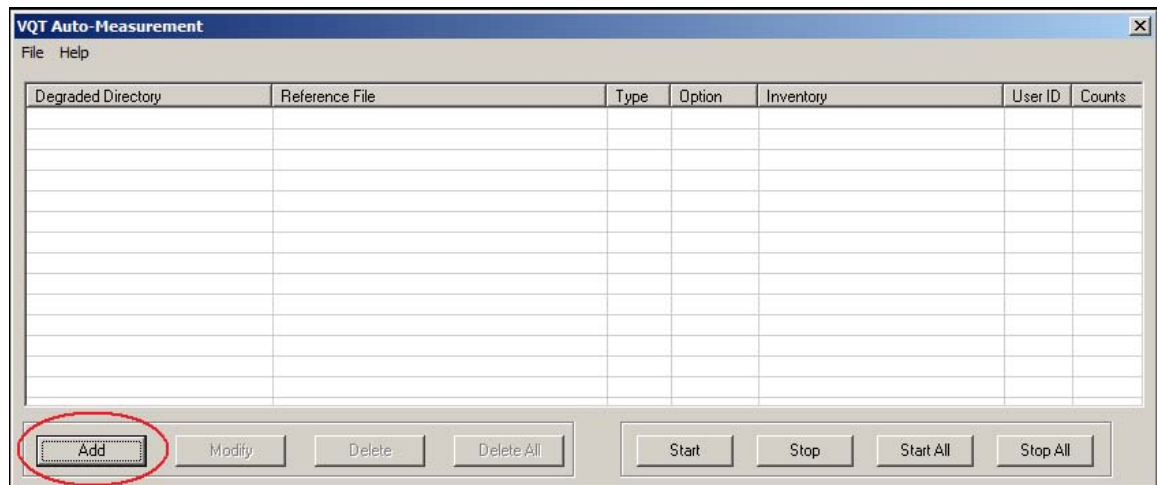 VQT Auto-Measurement
File Help
Degraded Directory Reference File Type Option Inventory User ID Counts
Add Modify Delete Delete All Start Stop Start All Stop All